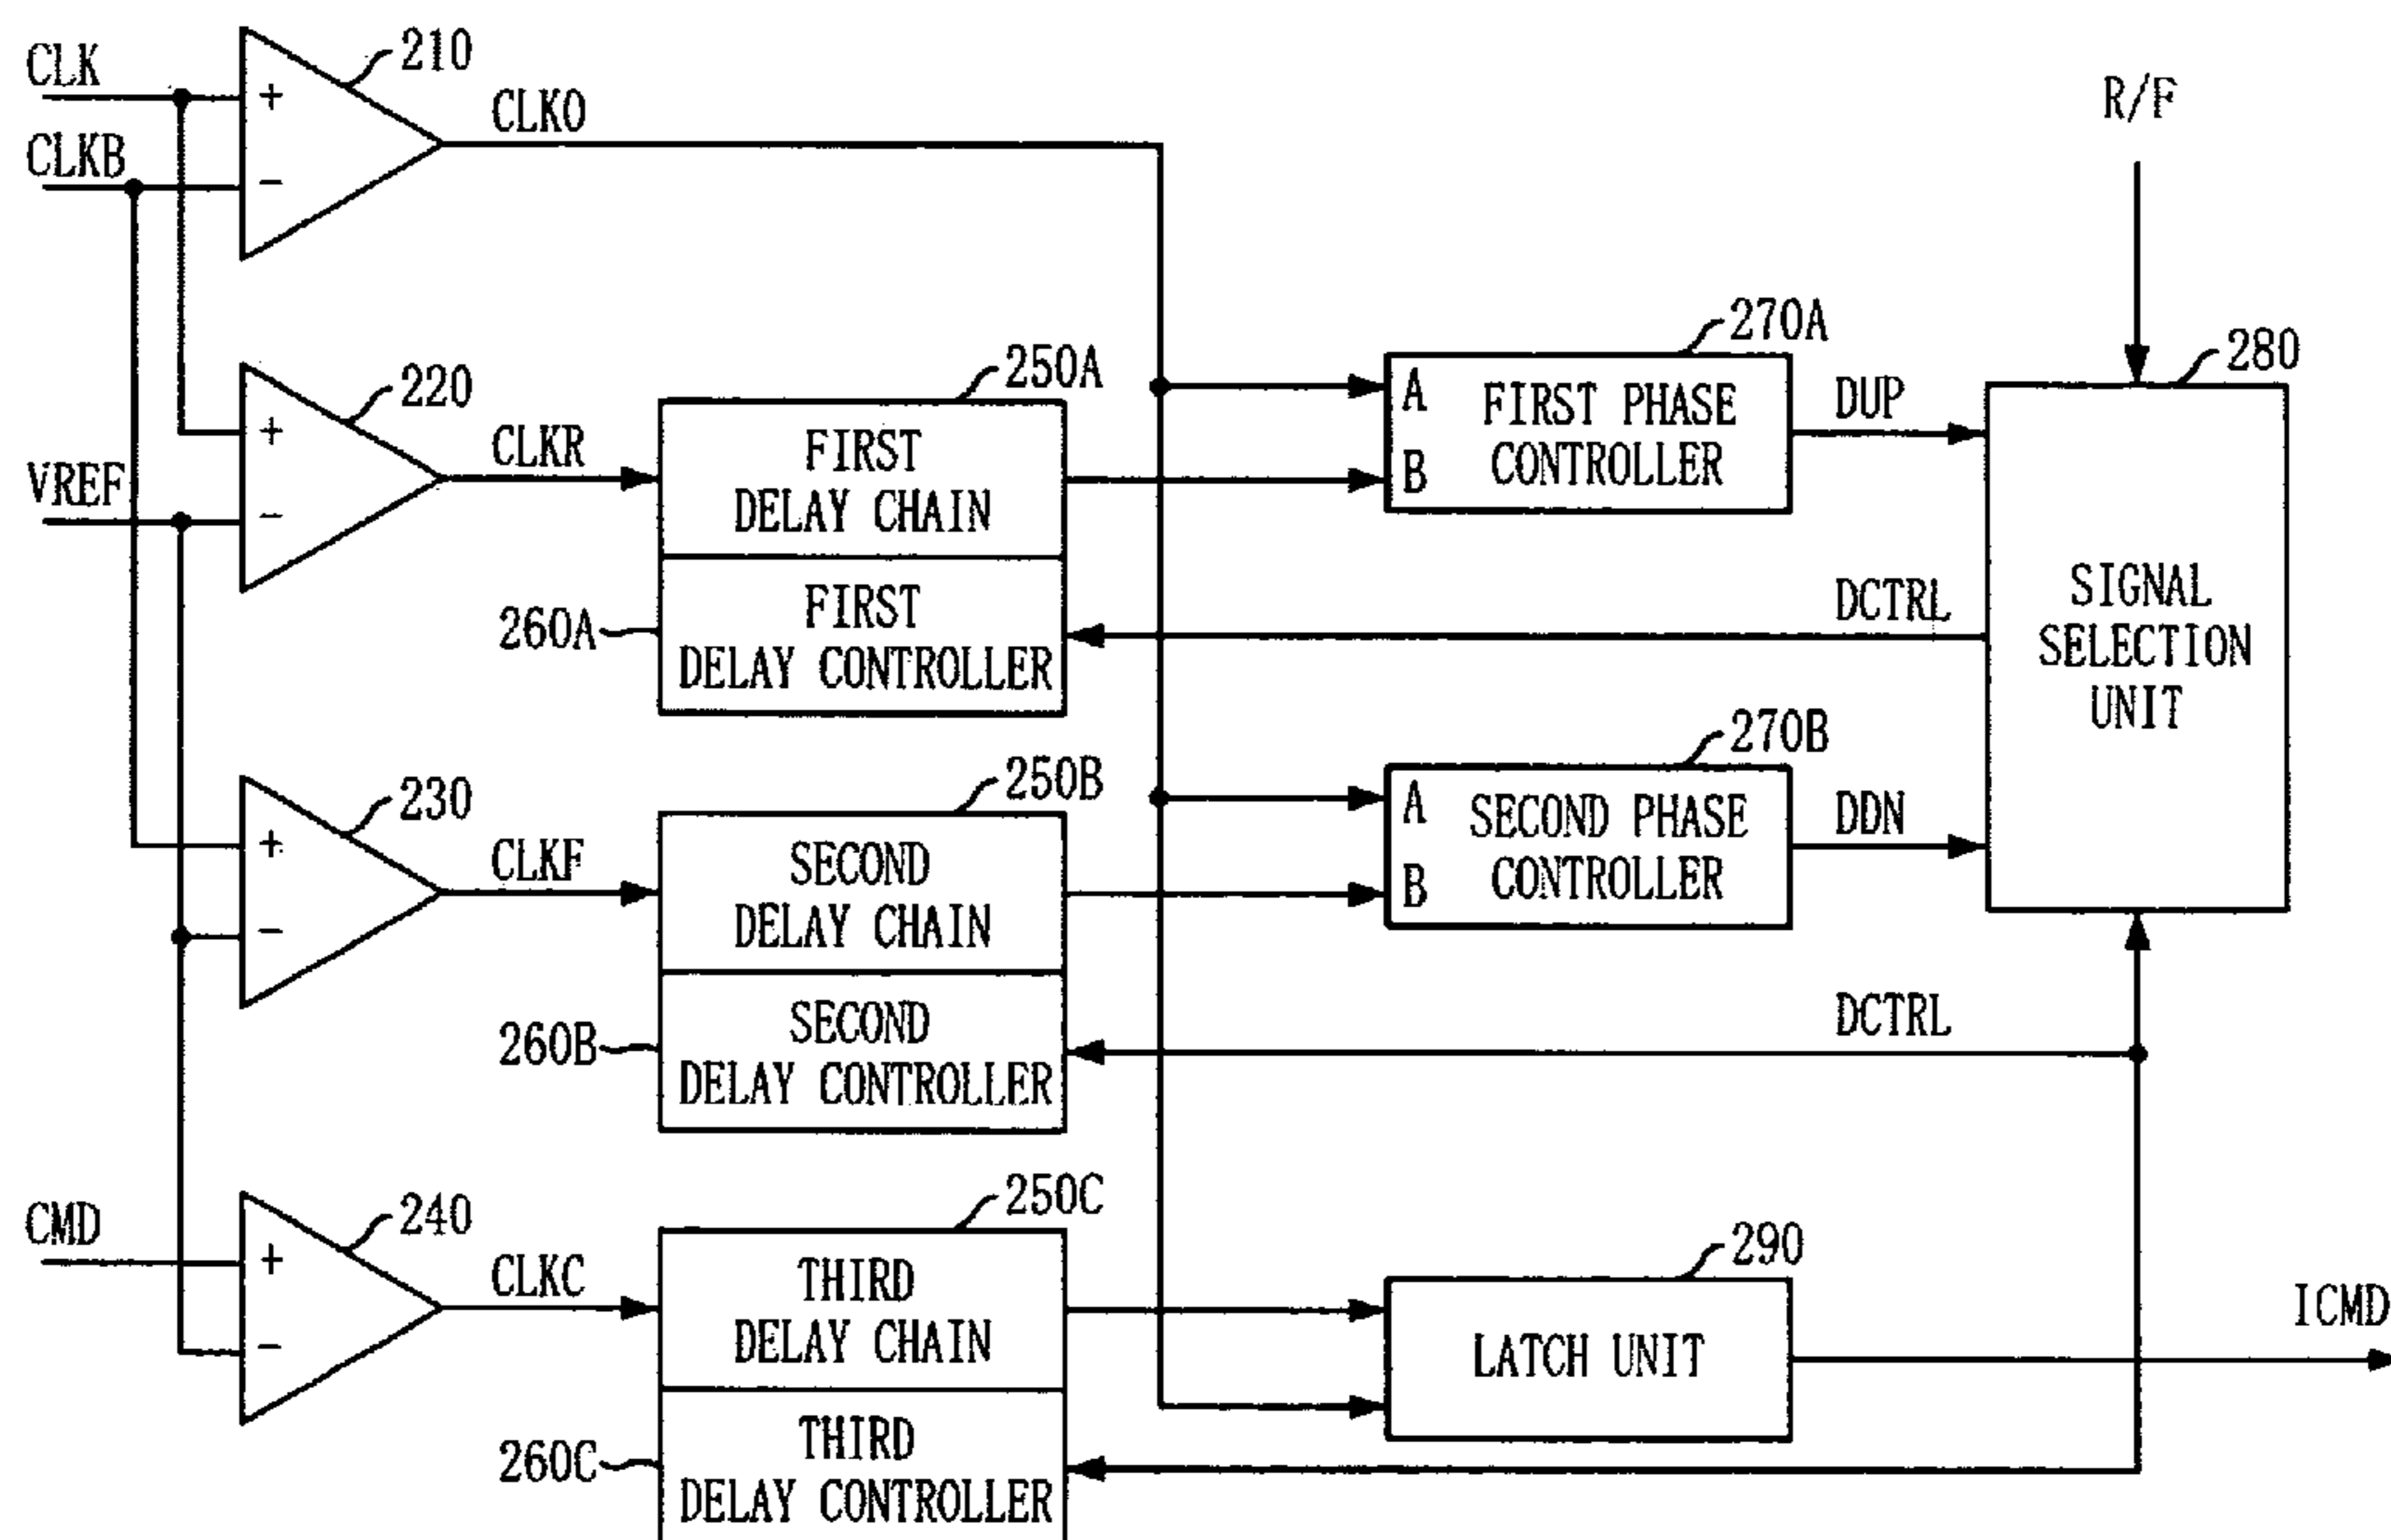 CLK
210
CLKO
R/F
CLKB
+
-
270A
280
250A
220
A
FIRST PHASE
CONTROLLER
B
DUP
CLKR
FIRST
DELAY CHAIN
+
-
VREF
SIGNAL
SELECTION
UNIT
DCTRL
260A
FIRST
DELAY CONTROLLER
270B
250B
230
A
SECOND PHASE
CONTROLLER
B
DDN
CLKF
SECOND
DELAY CHAIN
+
-
DCTRL
260B
SECOND
DELAY CONTROLLER
250C
CMD
240
290
+
-
CLKC
THIRD
DELAY CHAIN
LATCH UNIT
ICMD
260C
THIRD
DELAY CONTROLLER